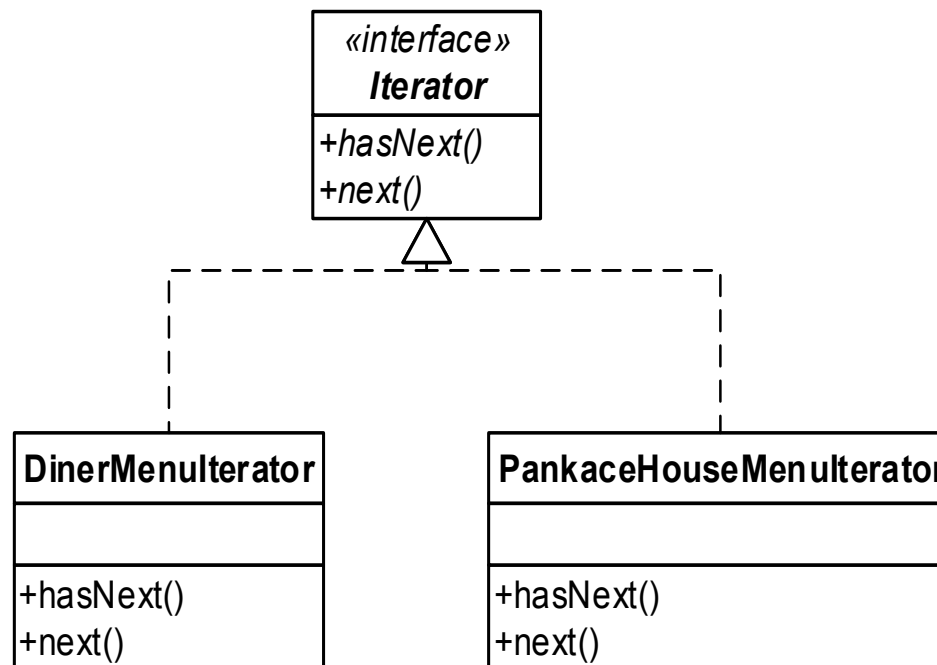 «interface»
Iterator
+hasNext()
+next()
DinerMenuIterator
+hasNext()
+next()
PankaceHouseMenuIterator
+hasNext()
+next()